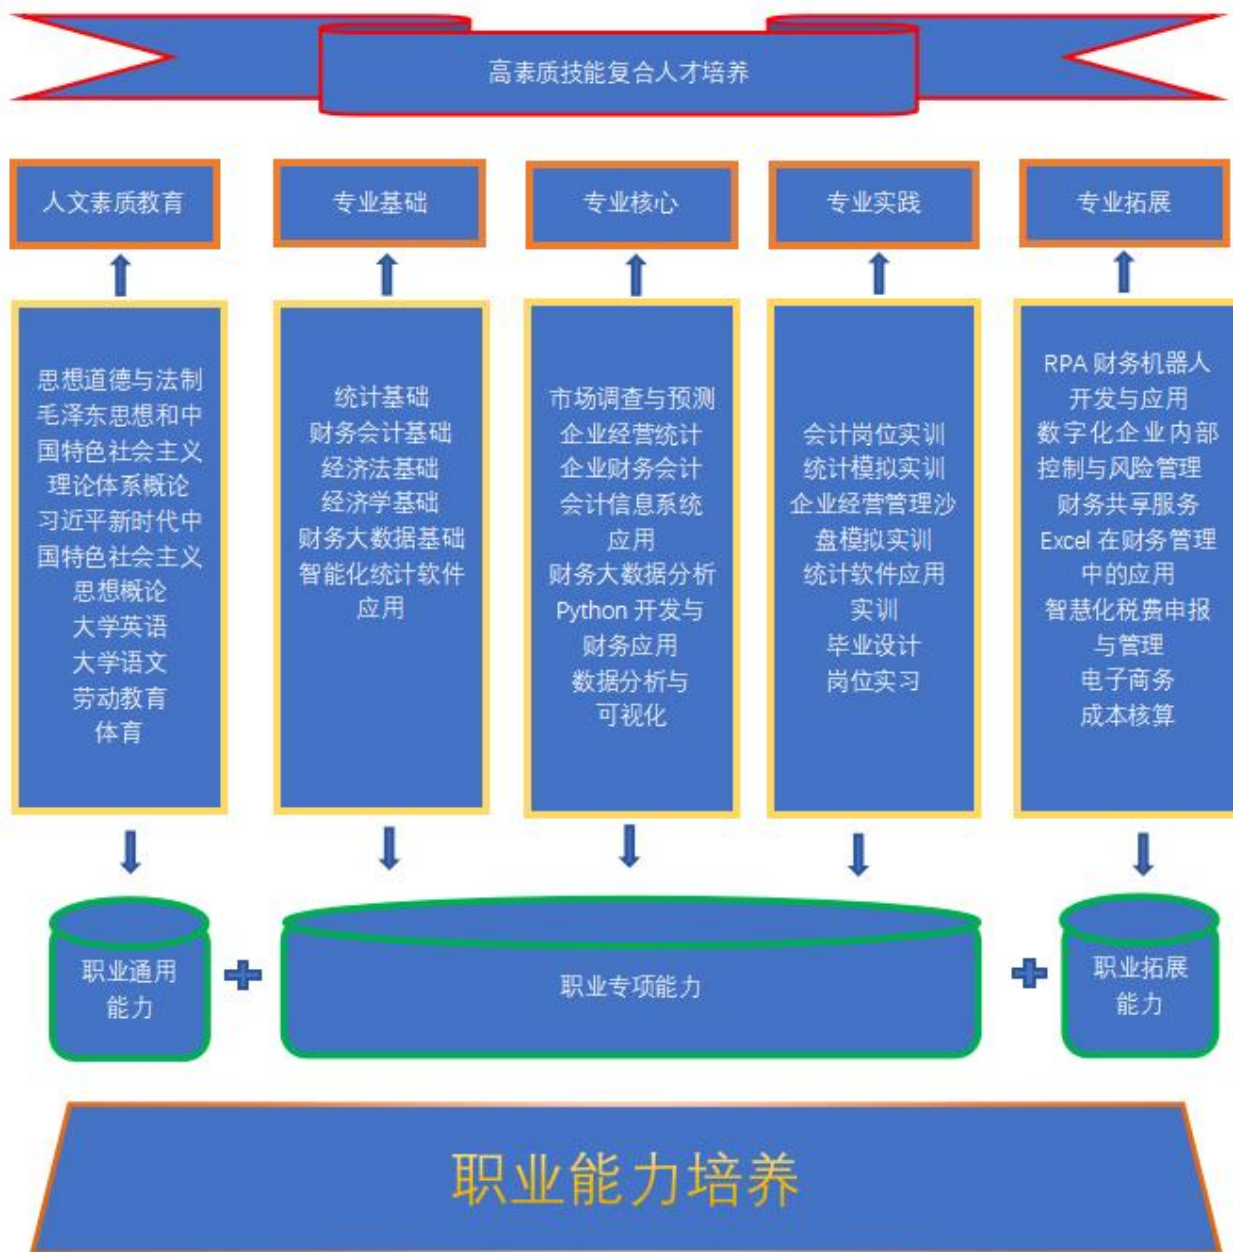 高素质技能复合人才培养
人文素质教育
专业基础
专业核心
专业实践
专业拓展
思想道德与法制
毛泽东思想和中
国特色社会主义
理论体系概论
习近平新时代中
国特色社会主义
思想概论
大学英语
大学语文
劳动教育
体育
统计基础
财务会计基础
经济法基础
经济学基础
财务大数据基础
智能化统计软件
应用
市场调查与预测
企业经营统计
企业财务会计
会计信息系统
应用
财务大数据分析
Python 开发与
财务应用
数据分析与
可视化
会计岗位实训
统计模拟实训
企业经营管理沙
盘模拟实训
统计软件应用
实训
毕业设计
岗位实习
RPA 财务机器人
开发与应用
数字化企业内部
控制与风险管理
财务共享服务
Excel 在财务管理
中的应用
智慧化税费申报
与管理
电子商务
成本核算
职业通用
能力
职业专项能力
职业拓展
能力
职业能力培养